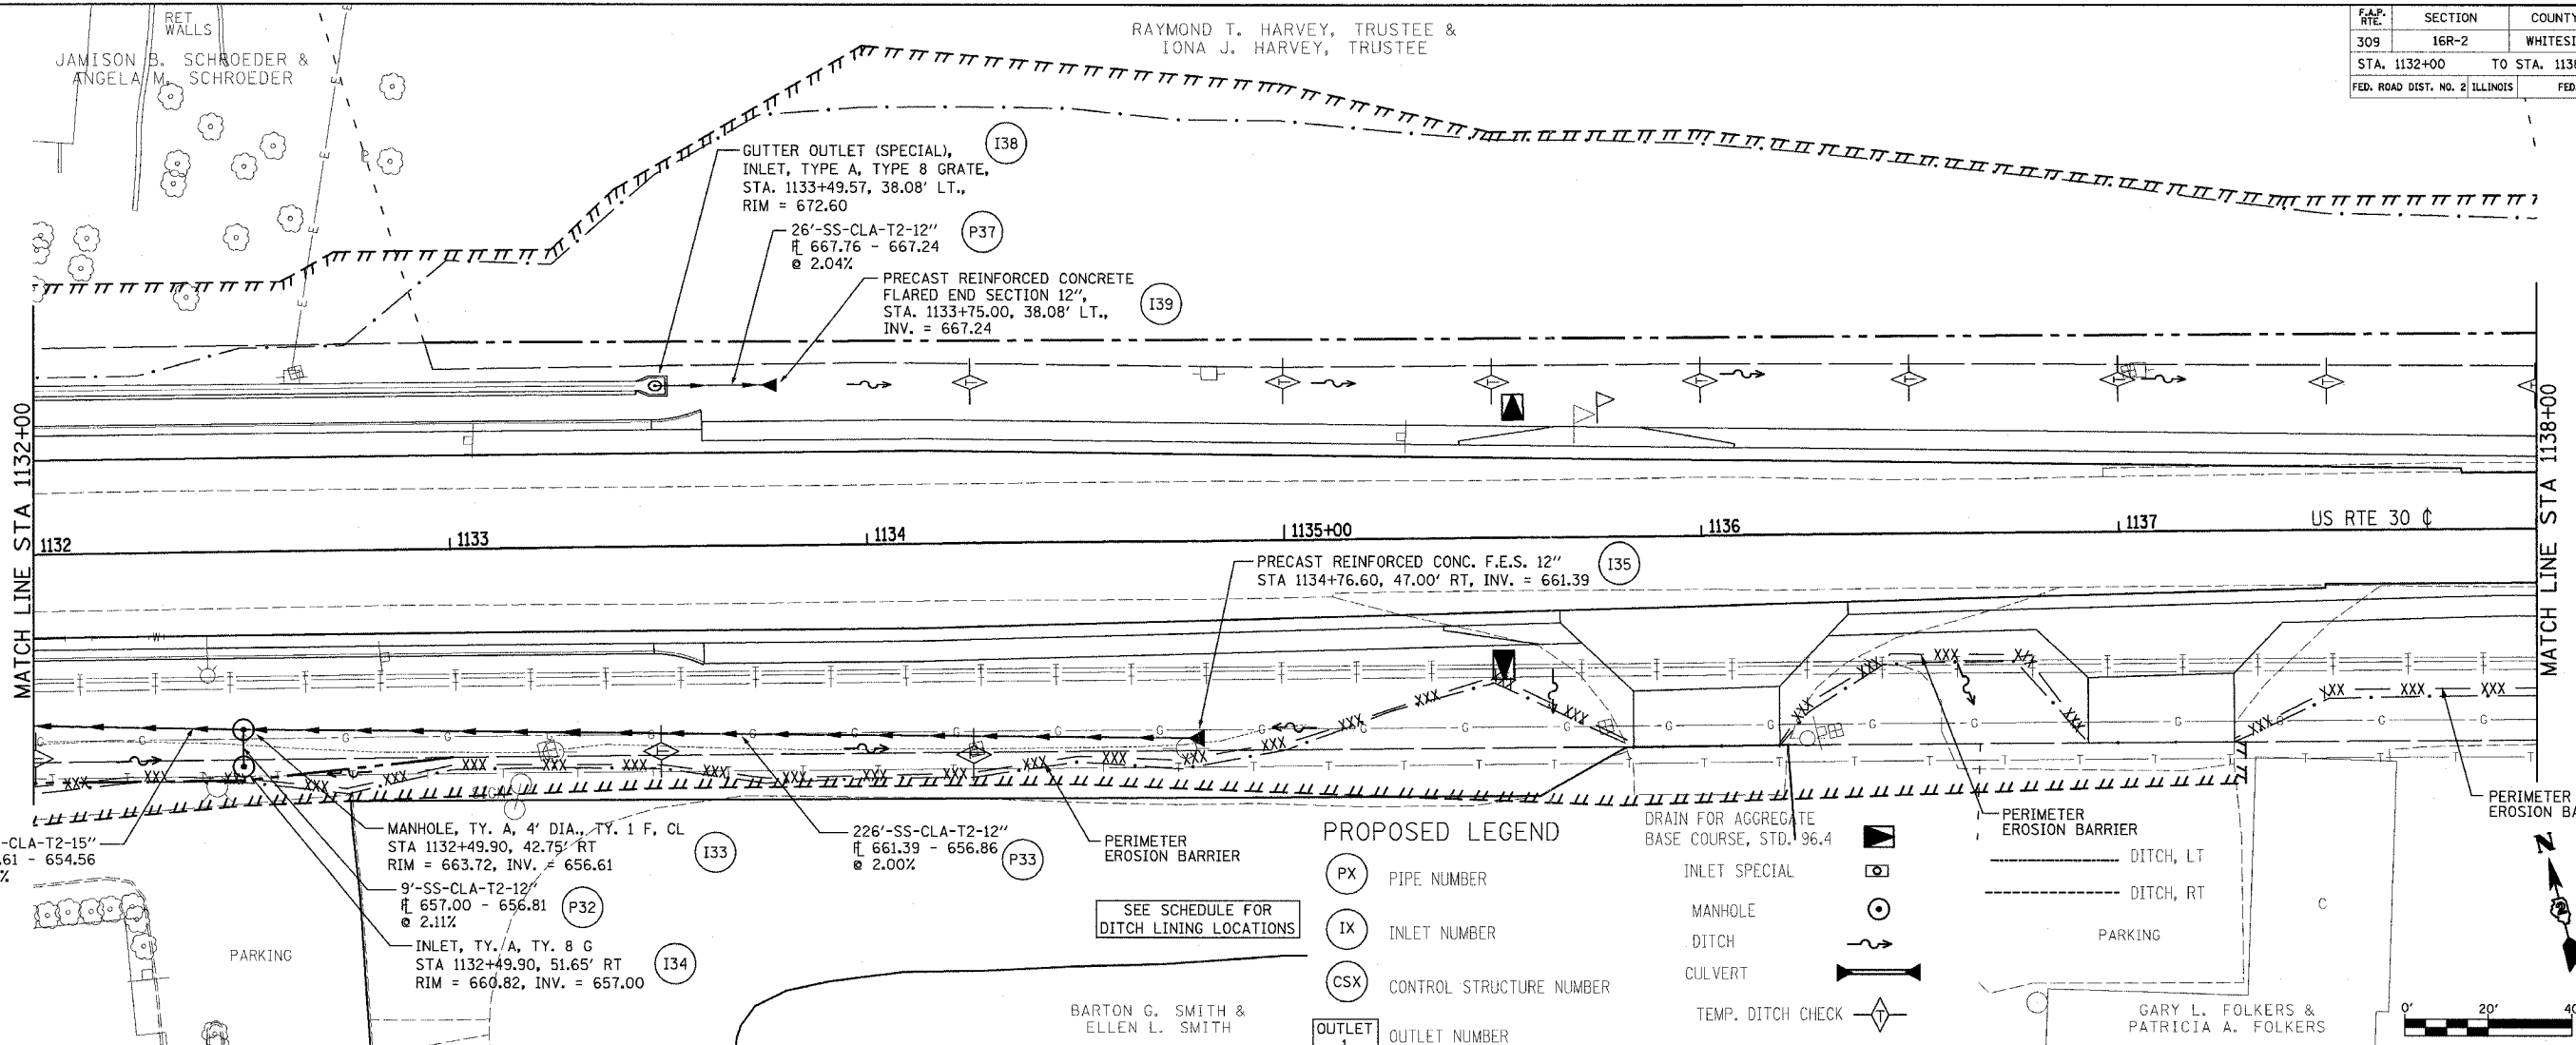 RET
WALLS
JAMISON B. SCHROEDER &
ANGELA M. SCHROEDER
RAYMOND T. HARVEY, TRUSTEE &
IONA J. HARVEY, TRUSTEE
F.A.P. RTE. SECTION COUNTY
309 16R-2 WHITESI
STA. 1132+00 TO STA. 113
FED. ROAD DIST. NO. 2 ILLINOIS FED.
GUTTER OUTLET (SPECIAL),
INLET, TYPE A, TYPE 8 GRATE,
STA. 1133+49.57, 38.08' LT.,
RIM = 672.60
I38
26'-SS-CLA-T2-12"
FL 667.76 - 667.24
@ 2.04%
P37
PRECAST REINFORCED CONCRETE
FLARED END SECTION 12",
STA. 1133+75.00, 38.08' LT.,
INV. = 667.24
I39
MATCH LINE STA 1132+00
MATCH LINE STA 1138+00
1132
1133
1134
1135+00
1136
1137
US RTE 30 ℄
PRECAST REINFORCED CONC. F.E.S. 12"
STA 1134+76.60, 47.00' RT, INV. = 661.39
I35
-CLA-T2-15"
.61 - 654.56
%
MANHOLE, TY. A, 4' DIA., TY. 1 F, CL
STA 1132+49.90, 42.75' RT
RIM = 663.72, INV. = 656.61
I33
9'-SS-CLA-T2-12"
FL 657.00 - 656.81
@ 2.11%
P32
INLET, TY. A, TY. 8 G
STA 1132+49.90, 51.65' RT
RIM = 660.82, INV. = 657.00
I34
226'-SS-CLA-T2-12"
FL 661.39 - 656.86
@ 2.00%
P33
PERIMETER
EROSION BARRIER
PARKING
SEE SCHEDULE FOR
DITCH LINING LOCATIONS
BARTON G. SMITH &
ELLEN L. SMITH
PROPOSED LEGEND
PX PIPE NUMBER
IX INLET NUMBER
CSX CONTROL STRUCTURE NUMBER
OUTLET 1 OUTLET NUMBER
DRAIN FOR AGGREGATE
BASE COURSE, STD. 96.4
INLET SPECIAL
MANHOLE
DITCH
CULVERT
TEMP. DITCH CHECK T
PERIMETER
EROSION BARRIER
DITCH, LT
DITCH, RT
PARKING
C
GARY L. FOLKERS &
PATRICIA A. FOLKERS
PERIMETER
EROSION BA
N
2
0' 20' 40